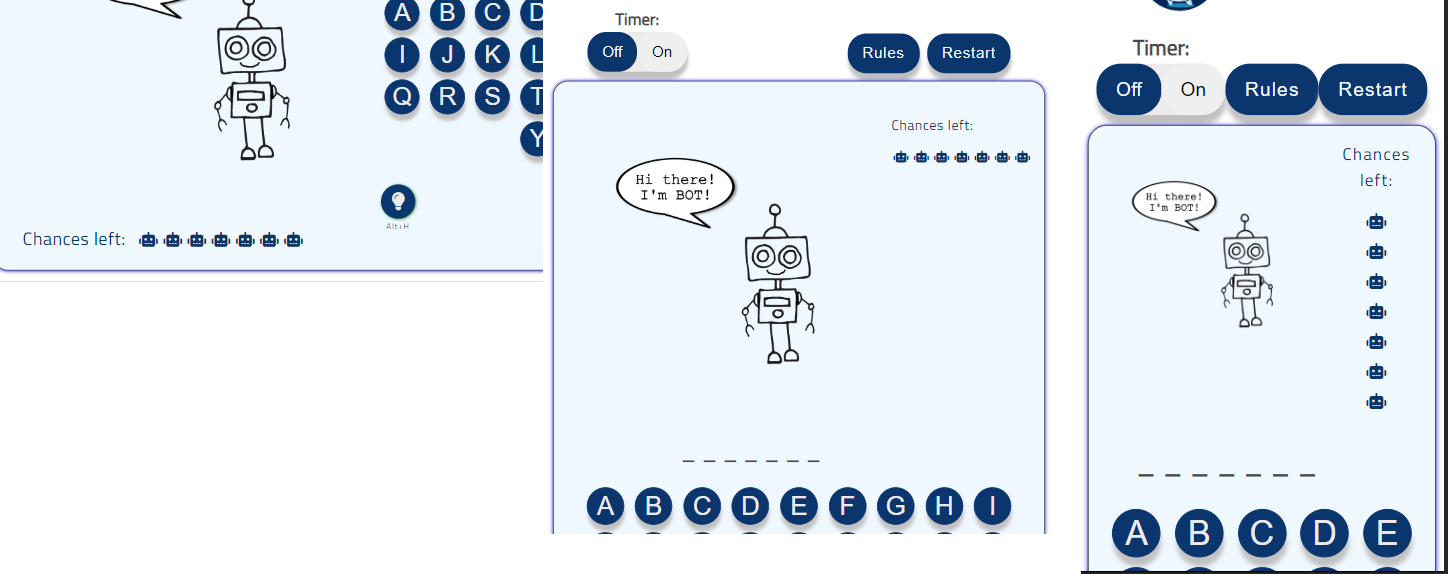 A B C D
I J K L
Q R S T
Y
Alt+H
Chances left:
Timer:
Off On Rules Restart
Chances left:
Hi there!
I'm BOT!
_ _ _ _ _ _ _
A B C D E F G H I
Timer:
Off On Rules Restart
Chances
left:
Hi there!
I'm BOT!
_ _ _ _ _ _ _
A B C D E